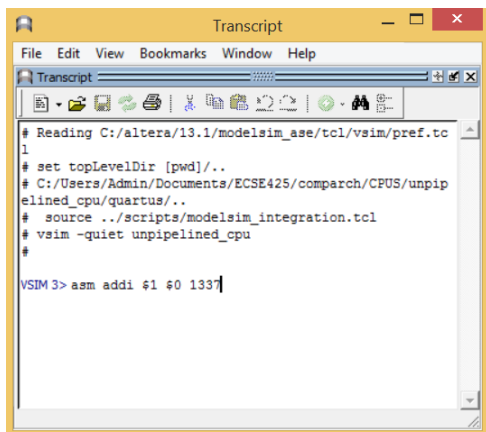 Transcript
File Edit View Bookmarks Window Help
Transcript
# Reading C:/altera/13.1/modelsim_ase/tcl/vsim/pref.tc
l
# set topLevelDir [pwd]/..
# C:/Users/Admin/Documents/ECSE425/comparch/CPUS/unpip
elined_cpu/quartus/..
#  source ../scripts/modelsim_integration.tcl
# vsim -quiet unpipelined_cpu
#
VSIM 3> asm addi $1 $0 1337